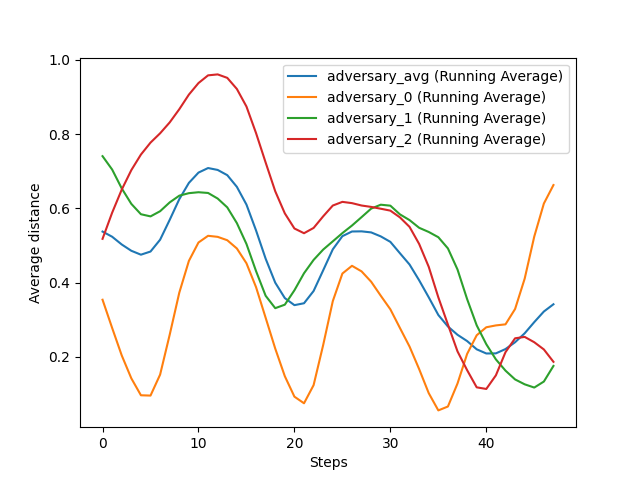 1.0
0.8
0.6
0.4
0.2
Average distance
adversary_avg (Running Average)
adversary_0 (Running Average)
adversary_1 (Running Average)
adversary_2 (Running Average)
0 10 20 30 40
Steps